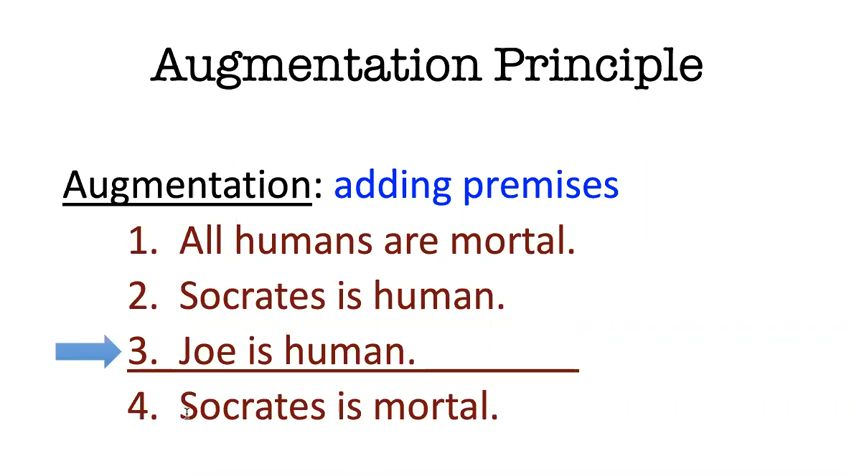 Augmentation Principle
Augmentation: adding premises
1. All humans are mortal.
2. Socrates is human.
3. Joe is human.
4. Socrates is mortal.